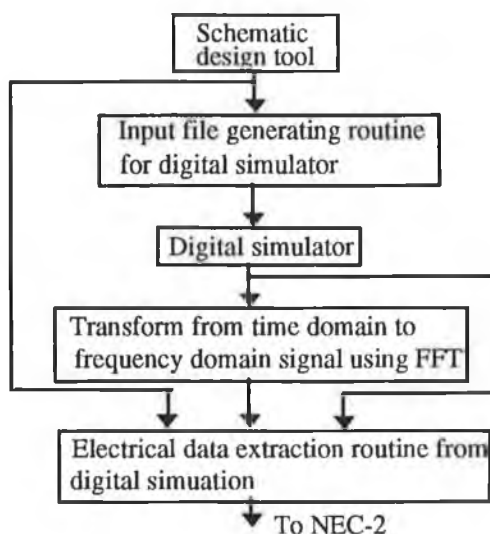 Schematic
design tool
Input file generating routine
for digital simulator
Digital simulator
Transform from time domain to
frequency domain signal using FFT
Electrical data extraction routine from
digital simuation
To NEC-2